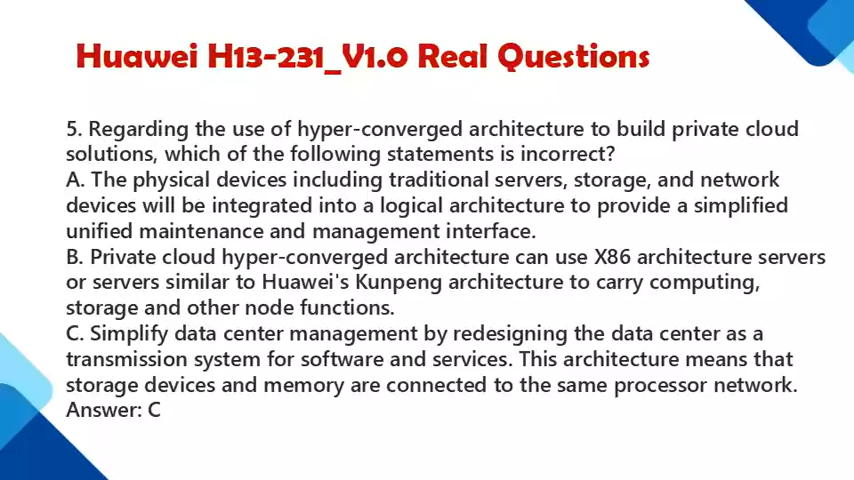 Huawei H13-231_V1.0 Real Questions
5. Regarding the use of hyper-converged architecture to build private cloud
solutions, which of the following statements is incorrect?
A. The physical devices including traditional servers, storage, and network
devices will be integrated into a logical architecture to provide a simplified
unified maintenance and management interface.
B. Private cloud hyper-converged architecture can use X86 architecture servers
or servers similar to Huawei's Kunpeng architecture to carry computing,
storage and other node functions.
C. Simplify data center management by redesigning the data center as a
transmission system for software and services. This architecture means that
storage devices and memory are connected to the same processor network.
Answer: C